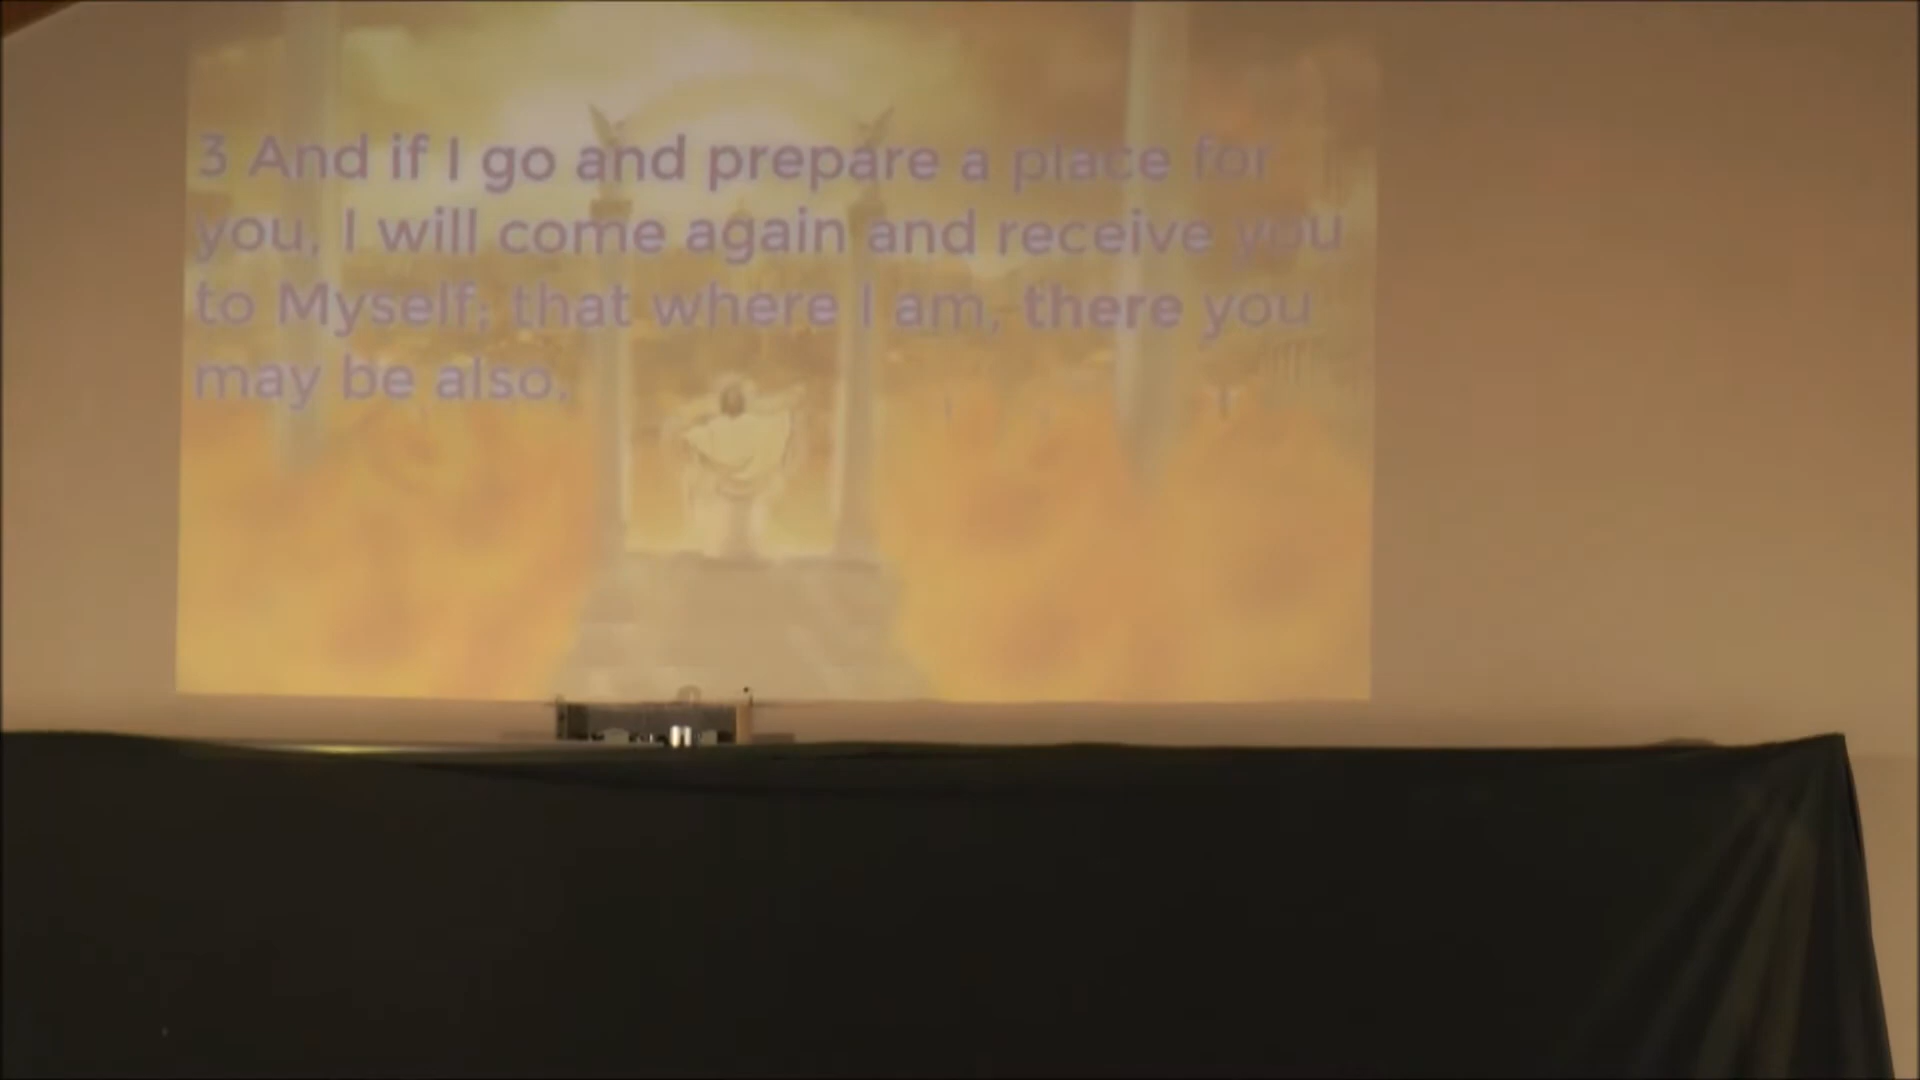 3 And if I go and prepare a place for
you, I will come again and receive you
to Myself; that where I am, there you
may be also.